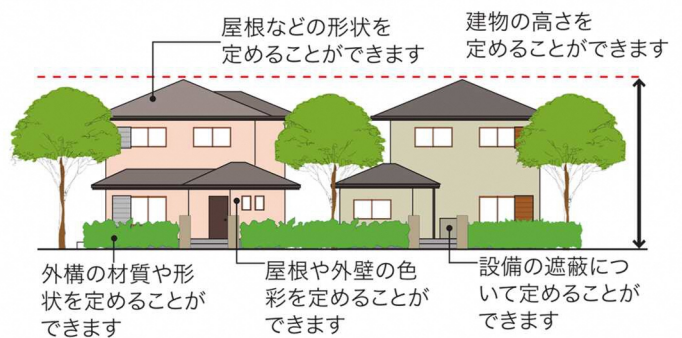 屋根などの形状を
定めることができます
建物の高さを
定めることができます
外構の材質や形
状を定めることが
できます
屋根や外壁の色
彩を定めることが
できます
設備の遮蔽につ
いて定めることが
できます